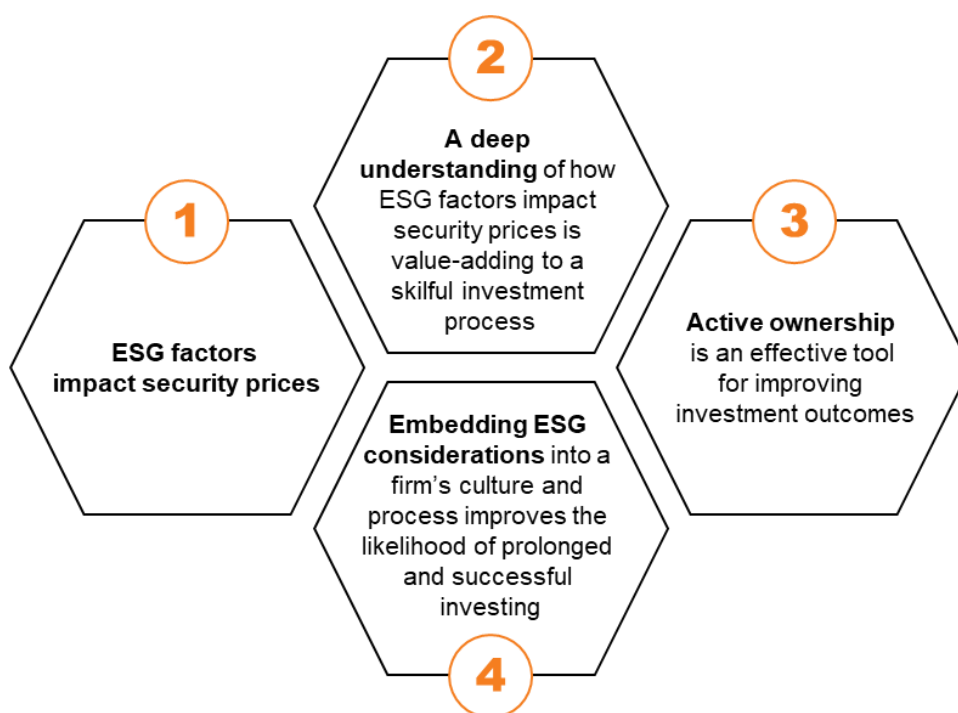 1
ESG factors
impact security prices
2
A deep
understanding of how
ESG factors impact
security prices is
value-adding to a
skilful investment
process
3
Active ownership
is an effective tool
for improving
investment outcomes
Embedding ESG
considerations into a
firm's culture and
process improves the
likelihood of prolonged
and successful
investing
4